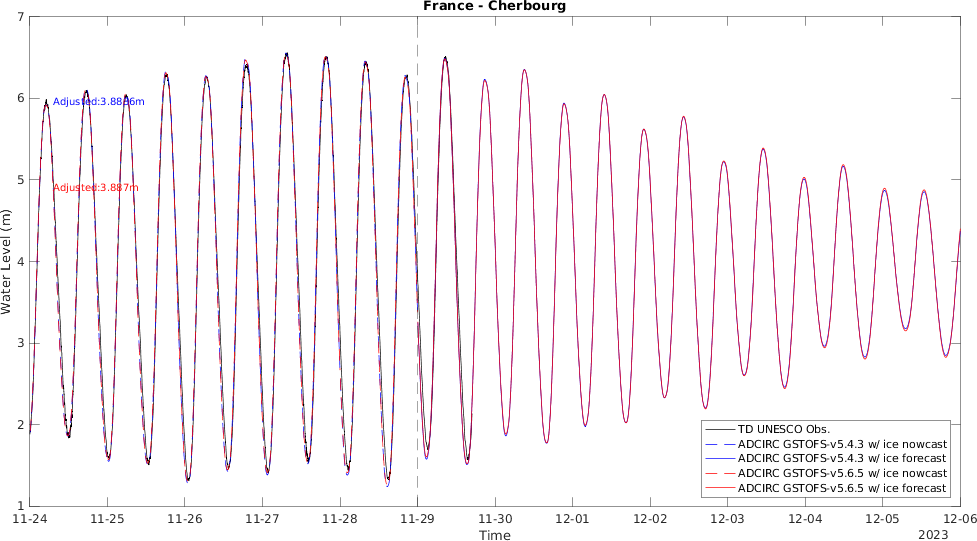 France - Cherbourg
7
6
5
4
3
2
1
Water Level (m)
Adjusted:3.8896m
Adjusted:3.887m
TD UNESCO Obs.
ADCIRC GSTOFS-v5.4.3 w/ ice nowcast
ADCIRC GSTOFS-v5.4.3 w/ ice forecast
ADCIRC GSTOFS-v5.6.5 w/ ice nowcast
ADCIRC GSTOFS-v5.6.5 w/ ice forecast
11-24 11-25 11-26 11-27 11-28 11-29 11-30 12-01 12-02 12-03 12-04 12-05 12-06
Time
2023